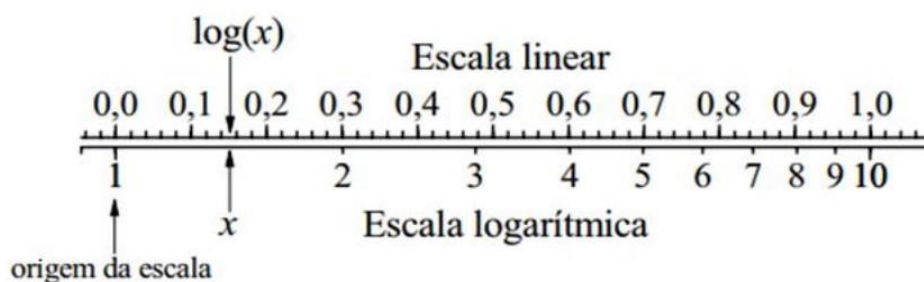 log(x)
Escala linear
0,0 0,1 0,2 0,3 0,4 0,5 0,6 0,7 0,8 0,9 1,0
1 2 3 4 5 6 7 8 9 10
x Escala logarítmica
origem da escala